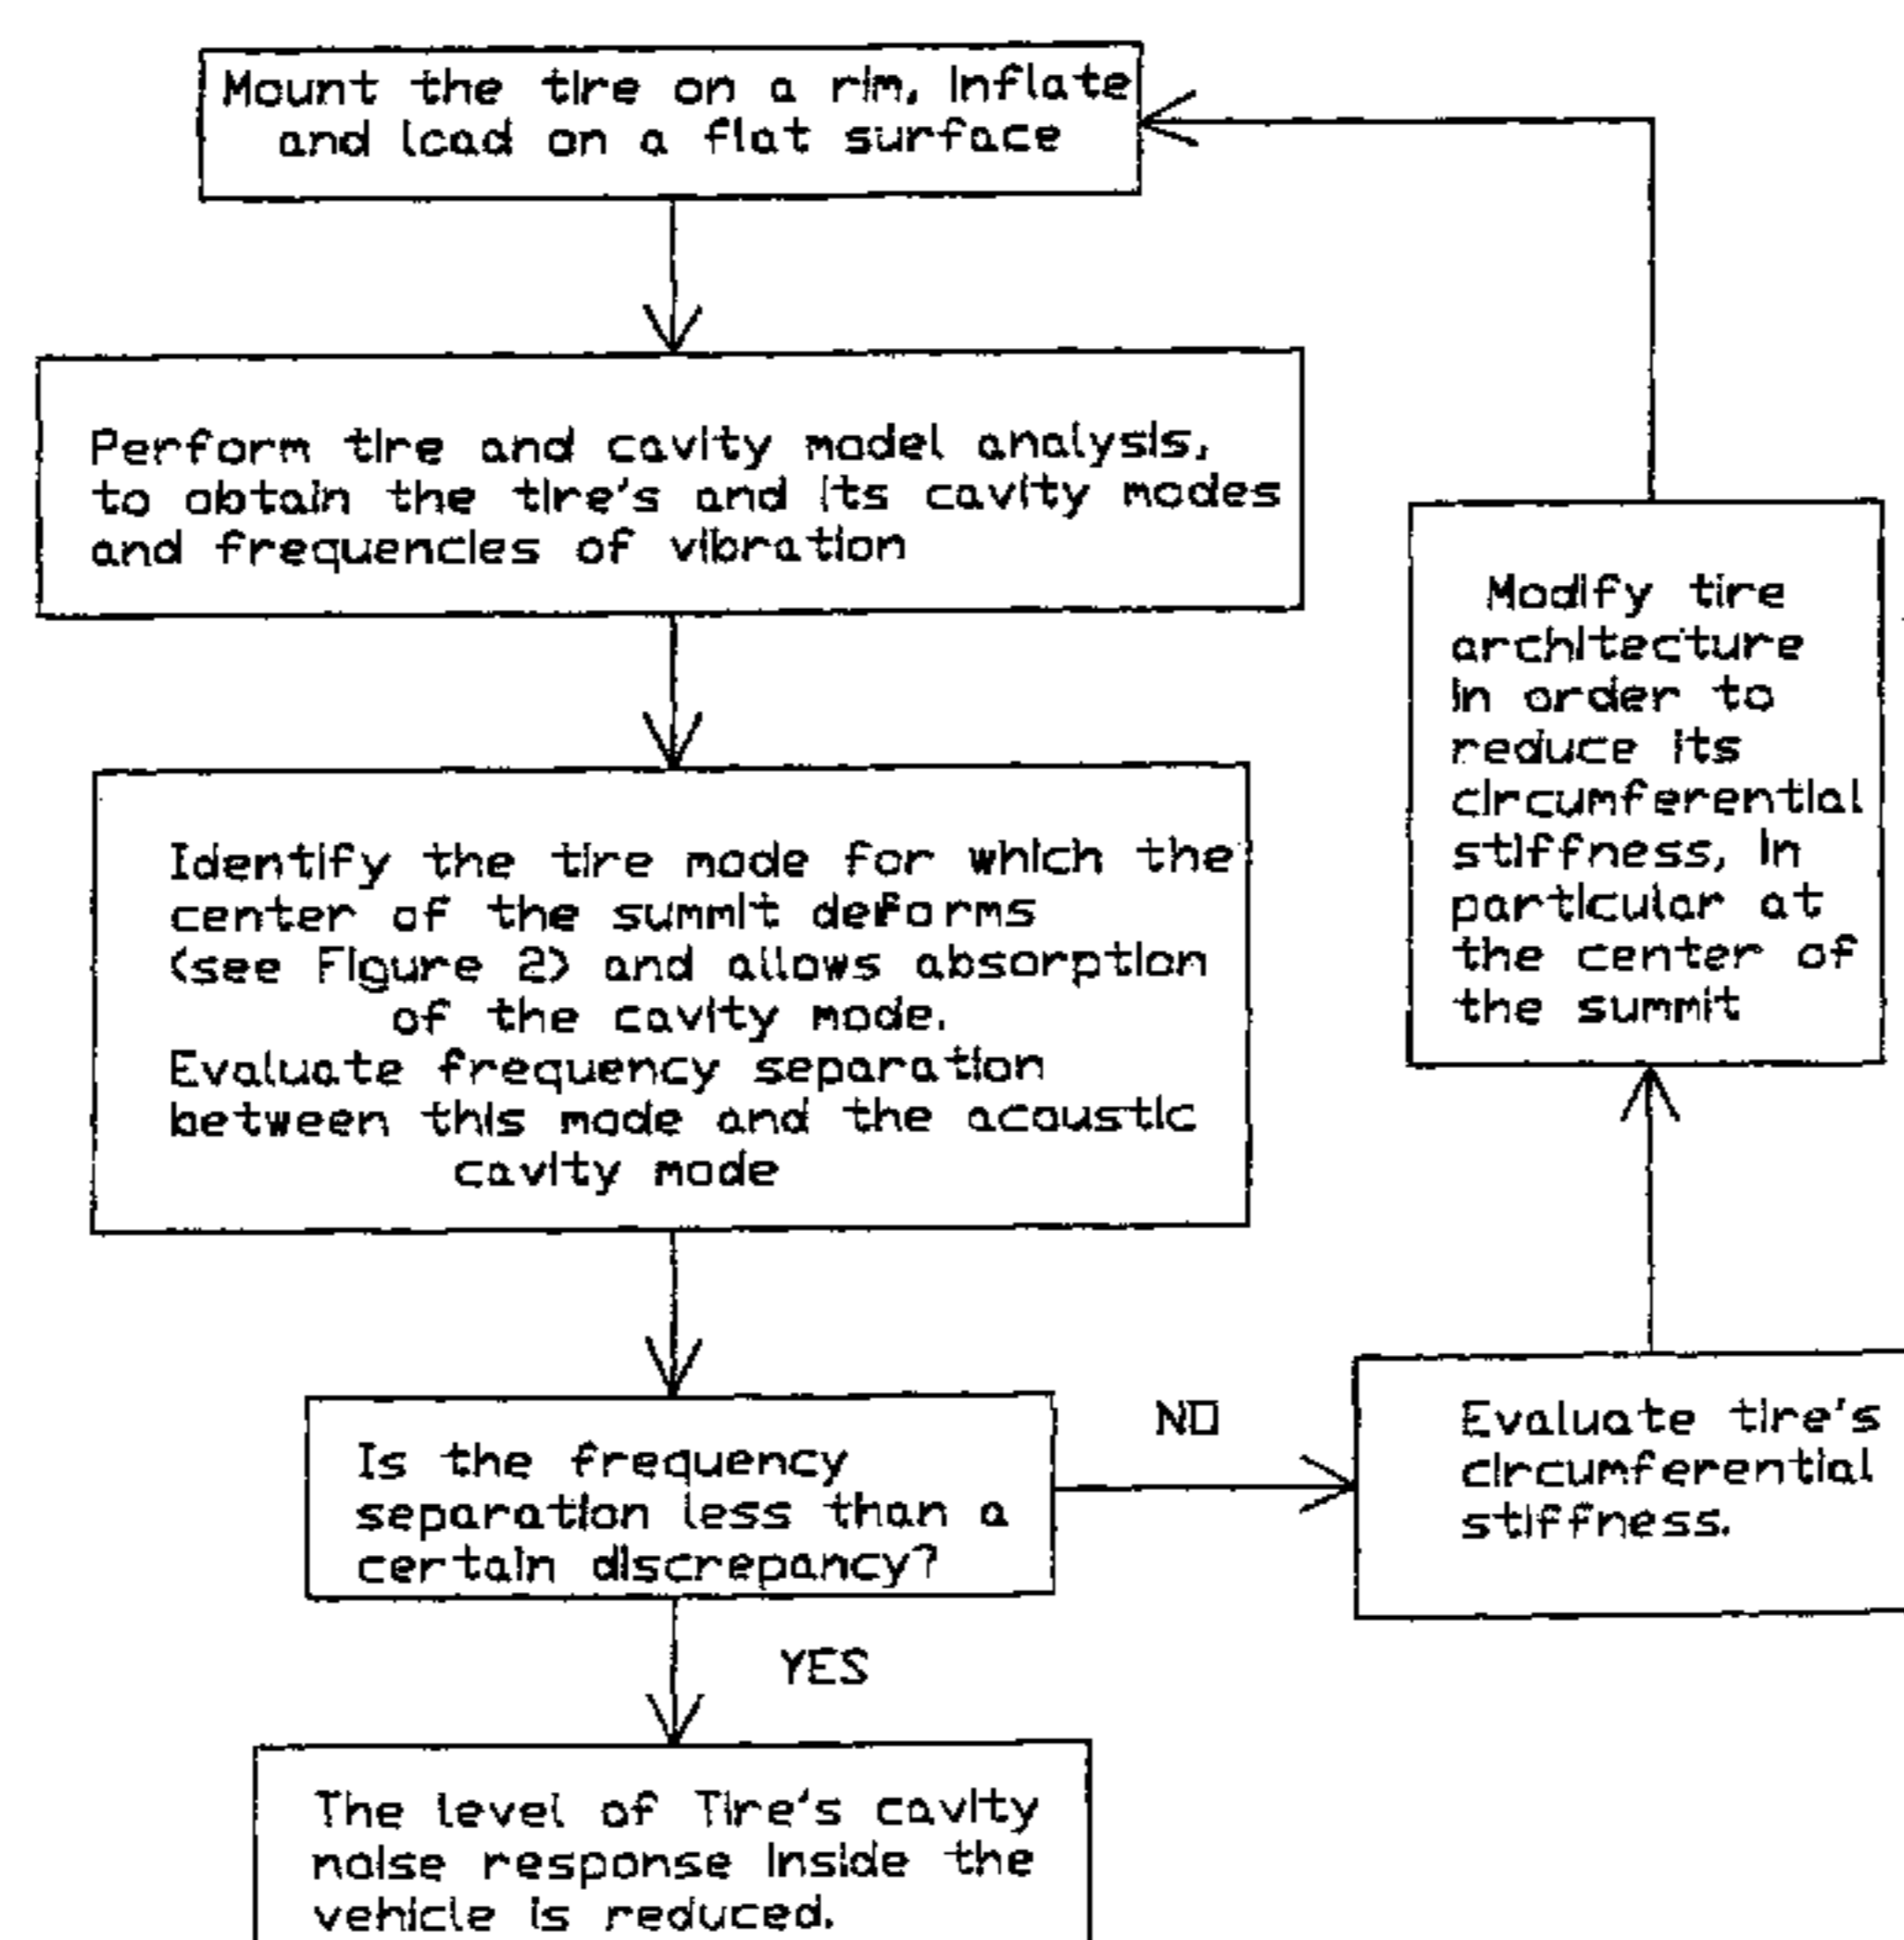 Mount the tire on a rim, inflate
and load on a flat surface
Perform tire and cavity model analysis,
to obtain the tire's and its cavity modes
and frequencies of vibration
Identify the tire mode for which the
center of the summit deforms
(see Figure 2) and allows absorption
of the cavity mode.
Evaluate frequency separation
between this mode and the acoustic
cavity mode
Is the frequency
separation less than a
certain discrepancy?
YES
The level of Tire's cavity
noise response inside the
vehicle is reduced.
NO
Evaluate tire's
circumferential
stiffness.
Modify tire
architecture
in order to
reduce its
circumferential
stiffness, in
particular at
the center of
the summit